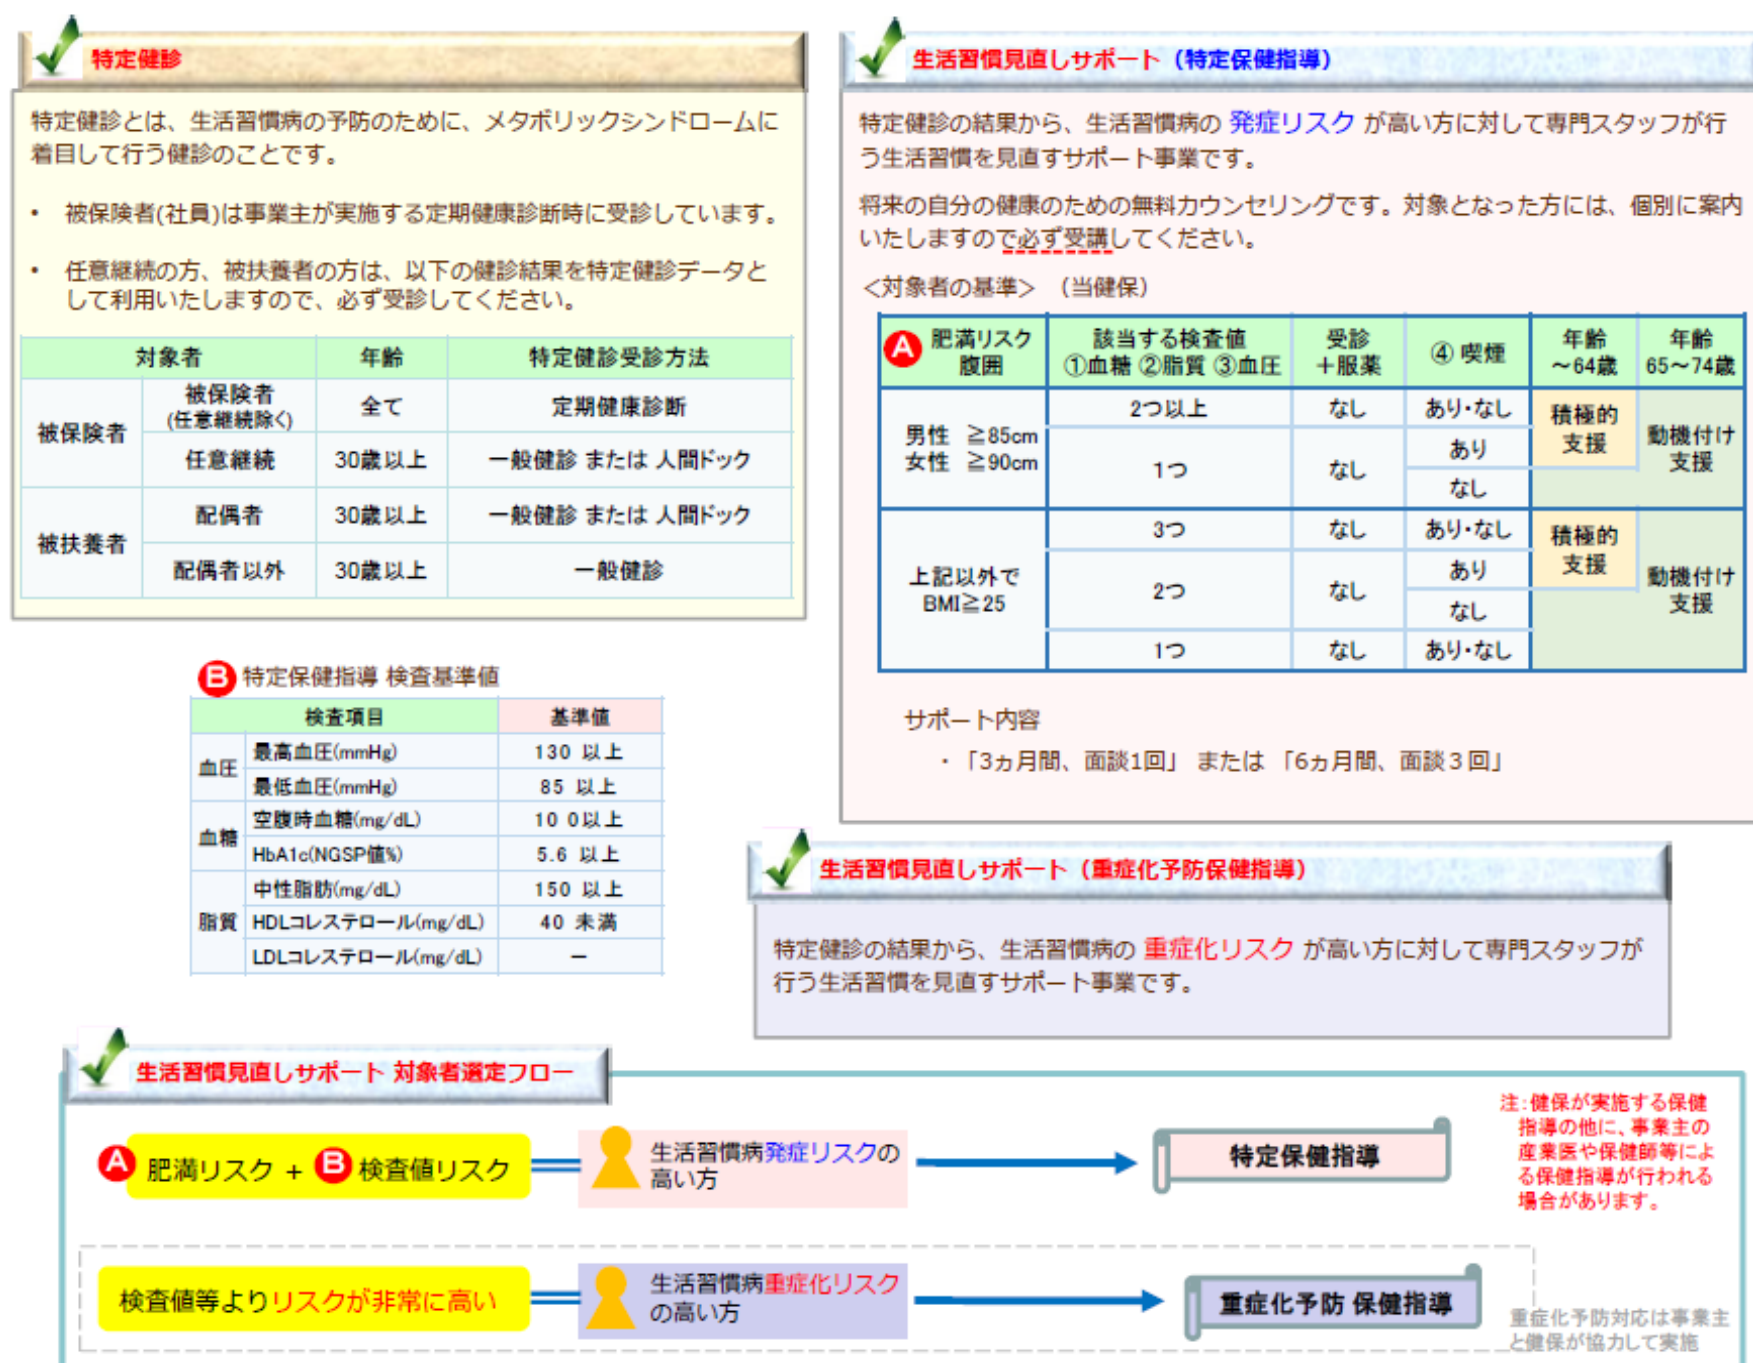 特定健診
特定健診とは、生活習慣病の予防のために、メタボリックシンドロームに
着目して行う健診のことです。
• 被保険者(社員)は事業主が実施する定期健康診断時に受診しています。
• 任意継続の方、被扶養者の方は、以下の健診結果を特定健診データと
して利用いたしますので、必ず受診してください。
対象者 年齢 特定健診受診方法
被保険者 被保険者 全て 定期健康診断
(任意継続除く)
任意継続 30歳以上 一般健診 または 人間ドック
被扶養者 配偶者 30歳以上 一般健診 または 人間ドック
配偶者以外 30歳以上 一般健診
B 特定保健指導 検査基準値
検査項目 基準値
血圧 最高血圧(mmHg) 130 以上
最低血圧(mmHg) 85 以上
血糖 空腹時血糖(mg/dL) 10 0以上
HbA1c(NGSP値%) 5.6 以上
脂質 中性脂肪(mg/dL) 150 以上
HDLコレステロール(mg/dL) 40 未満
LDLコレステロール(mg/dL) －
生活習慣見直しサポート（特定保健指導）
特定健診の結果から、生活習慣病の 発症リスク が高い方に対して専門スタッフが行
う生活習慣を見直すサポート事業です。
将来の自分の健康のための無料カウンセリングです。対象となった方には、個別に案内
いたしますので必ず受講してください。
＜対象者の基準＞ （当健保）
A 肥満リスク 該当する検査値 受診 ④ 喫煙 年齢 年齢
腹囲 ①血糖 ②脂質 ③血圧 ＋服薬 ～64歳 65～74歳
男性 ≧85cm
女性 ≧90cm
2つ以上 なし あり・なし 積極的
支援
動機付け
支援
1つ なし あり
なし
上記以外で
BMI≧25
3つ なし あり・なし 積極的
支援
動機付け
支援
2つ なし あり
なし
1つ なし あり・なし
サポート内容
・「3ヵ月間、面談1回」 または 「6ヵ月間、面談３回」
生活習慣見直しサポート（重症化予防保健指導）
特定健診の結果から、生活習慣病の 重症化リスク が高い方に対して専門スタッフが
行う生活習慣を見直すサポート事業です。
生活習慣見直しサポート 対象者選定フロー
A 肥満リスク + B 検査値リスク
生活習慣病発症リスクの
高い方
特定保健指導
注：健保が実施する保健
指導の他に、事業主の
産業医や保健師等によ
る保健指導が行われる
場合があります。
検査値等よりリスクが非常に高い
生活習慣病重症化リスク
の高い方
重症化予防 保健指導
重症化予防対応は事業主
と健保が協力して実施